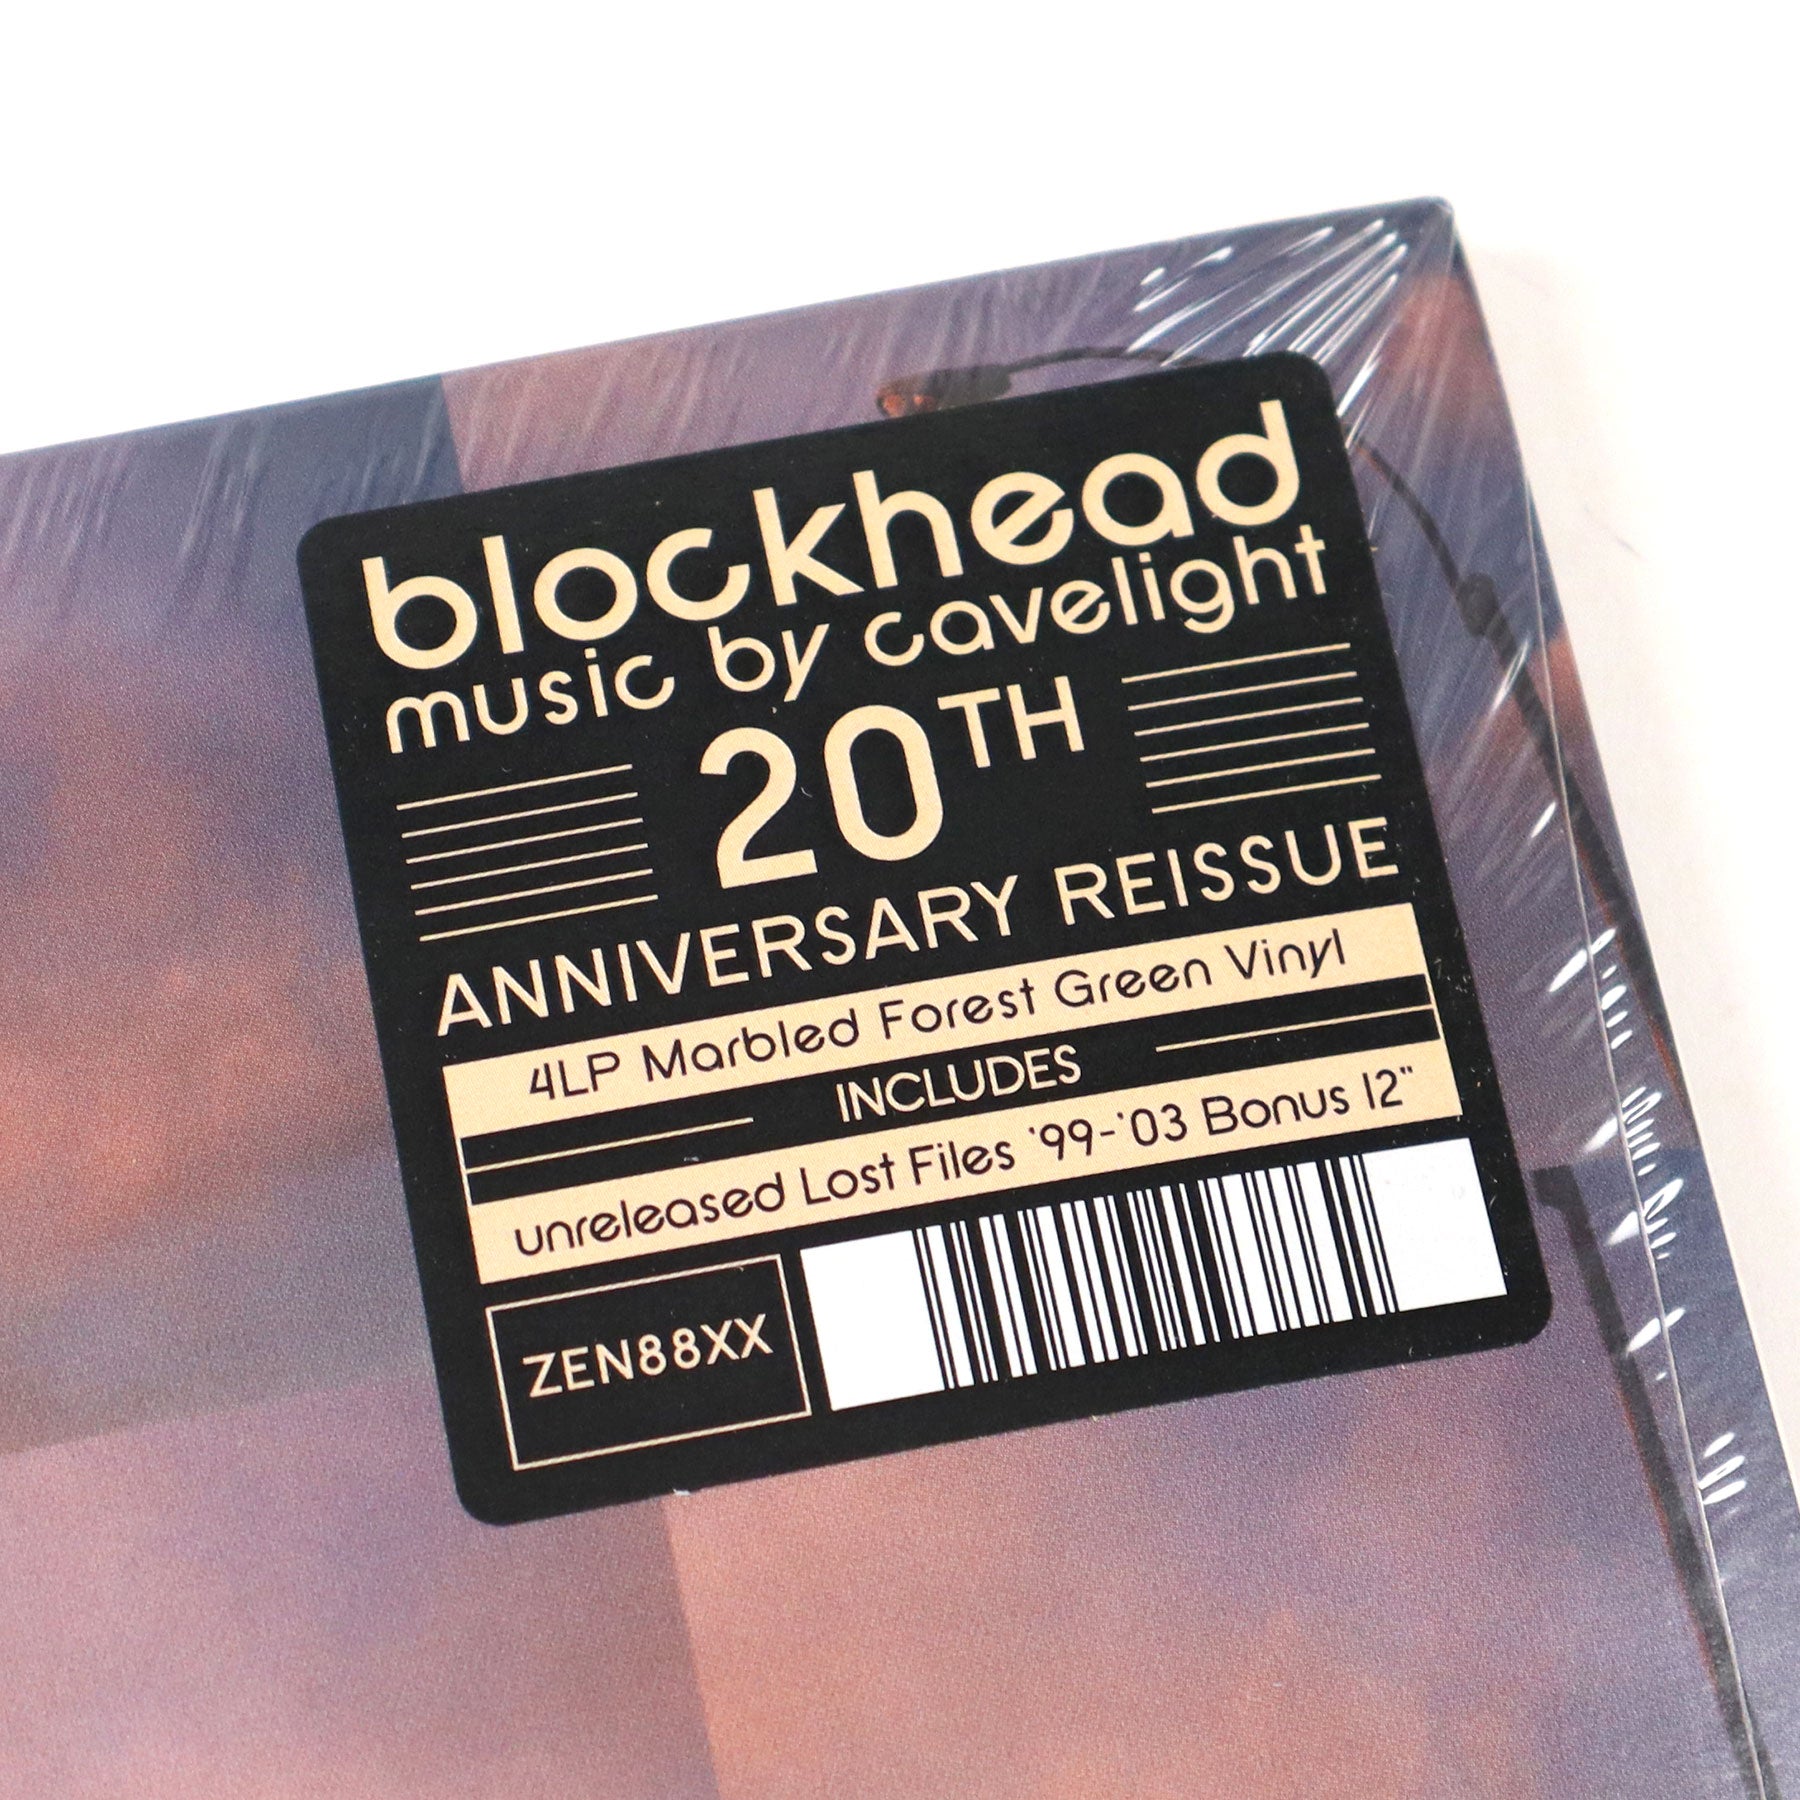 blockhead
music by cavelight
20TH
ANNIVERSARY REISSUE
4LP Marbled Forest Green Vinyl
INCLUDES
unreleased Lost Files '99-'03 Bonus 12"
ZEN88XX